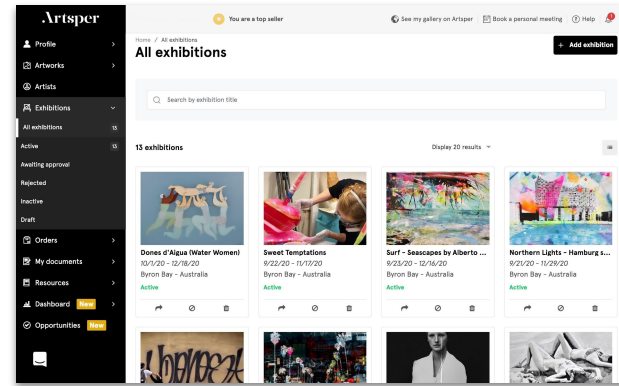 Artsper
You are a top seller
See my gallery on Artsper
Book a personal meeting
Help
Profile
Artworks
Artists
Exhibitions
All exhibitions 13
Active 13
Awaiting approval
Rejected
Inactive
Draft
Orders
My documents
Resources
Dashboard New
Opportunities New
Home / All exhibitions
All exhibitions
+ Add exhibition
Search by exhibition title
13 exhibitions
Display 20 results
Dones d'Aigua (Water Women)
10/1/20 - 12/18/20
Byron Bay - Australia
Active
Sweet Temptations
9/22/20 - 11/17/20
Byron Bay - Australia
Active
Surf - Seascapes by Alberto ...
9/23/20 - 12/16/20
Byron Bay - Australia
Active
Northern Lights - Hamburg s...
9/21/20 - 11/29/20
Byron Bay - Australia
Active